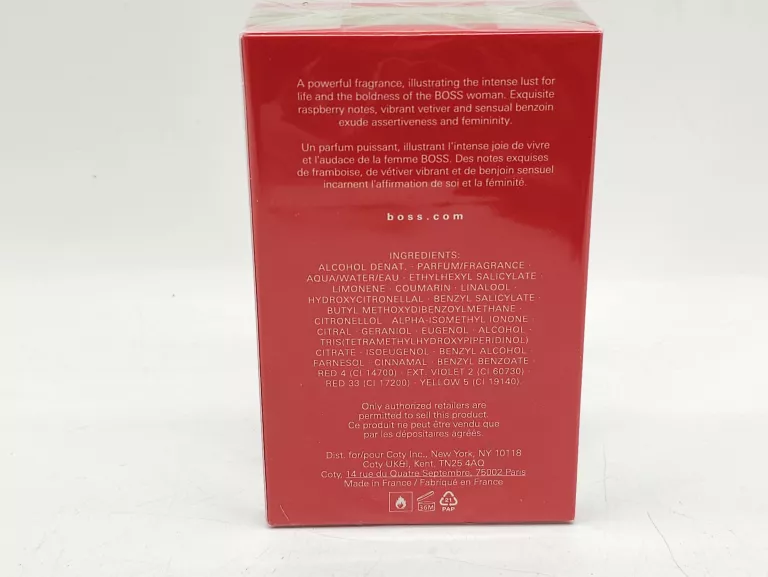 A powerful fragrance, illustrating the intense lust for
life and the boldness of the BOSS woman. Exquisite
raspberry notes, vibrant vetiver and sensual benzoin
exude assertiveness and femininity.
Un parfum puissant, illustrant l'intense joie de vivre
et l'audace de la femme BOSS. Des notes exquises
de framboise, de vétiver vibrant et de benjoin sensuel
incarnent l'affirmation de soi et la féminité.
boss.com
INGREDIENTS:
ALCOHOL DENAT. · PARFUM/FRAGRANCE ·
AQUA/WATER/EAU · ETHYLHEXYL SALICYLATE ·
LIMONENE · COUMARIN · LINALOOL ·
HYDROXYCITRONELLAL · BENZYL SALICYLATE ·
BUTYL METHOXYDIBENZOYLMETHANE ·
CITRONELLOL · ALPHA-ISOMETHYL IONONE ·
CITRAL · GERANIOL · EUGENOL · ALCOHOL ·
TRIS(TETRAMETHYLHYDROXYPIPERIDINOL)
CITRATE · ISOEUGENOL · BENZYL ALCOHOL ·
FARNESOL · CINNAMAL · BENZYL BENZOATE ·
RED 4 (CI 14700) · EXT. VIOLET 2 (CI 60730) ·
RED 33 (CI 17200) · YELLOW 5 (CI 19140).
Only authorized retailers are
permitted to sell this product.
Ce produit ne peut être vendu que
par les dépositaires agréés.
Dist. for/pour Coty Inc., New York, NY 10118
Coty UK&I, Kent, TN25 4AQ
Coty, 14 rue du Quatre Septembre, 75002 Paris
Made in France / Fabriqué en France
36M
21
PAP